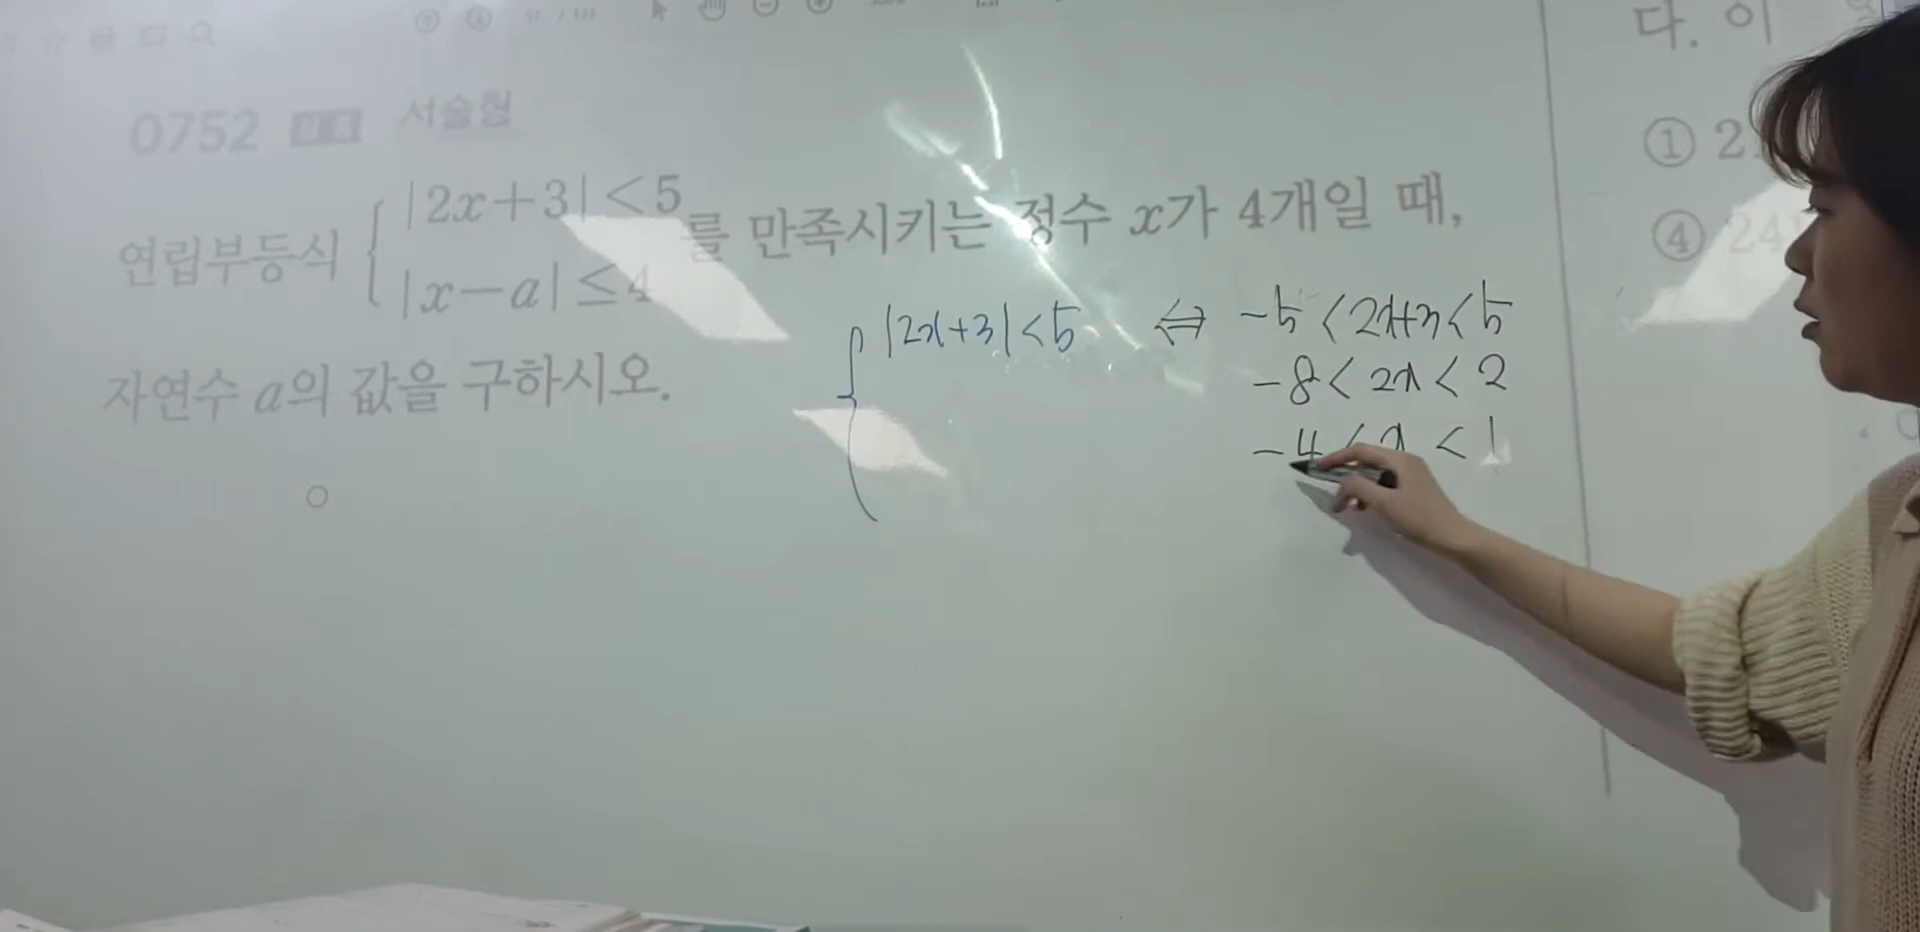 0752 서술형
연립부등식 { |2x+3|<5
|x-a|≤4 를 만족시키는 정수 x가 4개일 때,
자연수 a의 값을 구하시오.
{ |2x+3|<5 ⇔ -5<2x+3<5
-8<2x<2
-4<x<1
다. 이
① 2
④ 24